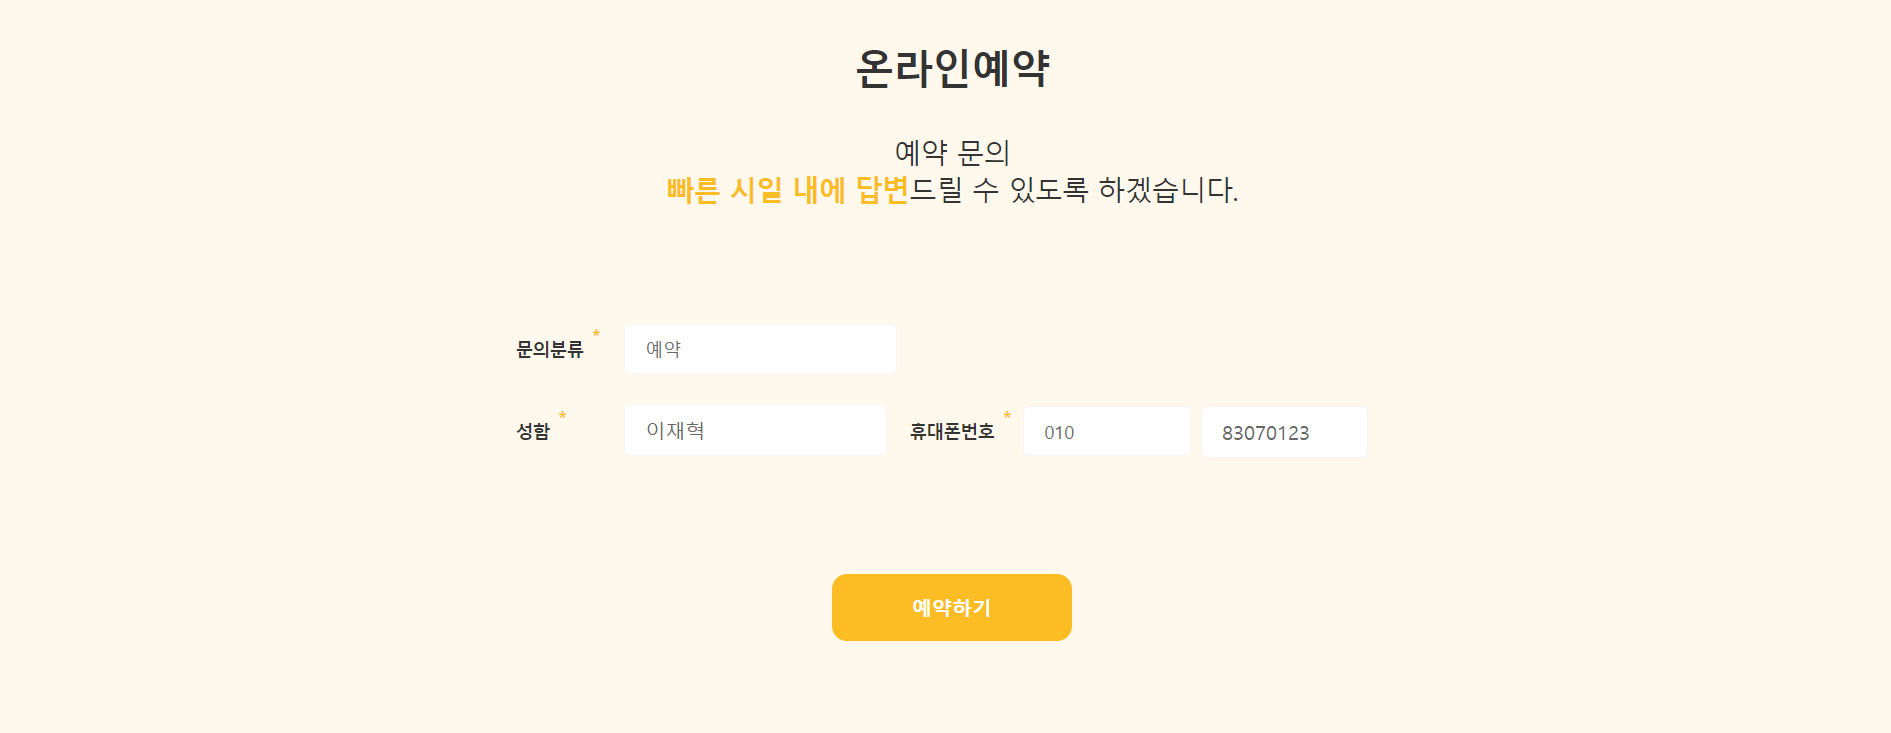 온라인예약
예약 문의
빠른 시일 내에 답변드릴 수 있도록 하겠습니다.
문의분류 * 예약
성함 * 이재혁 휴대폰번호 * 010 83070123
예약하기